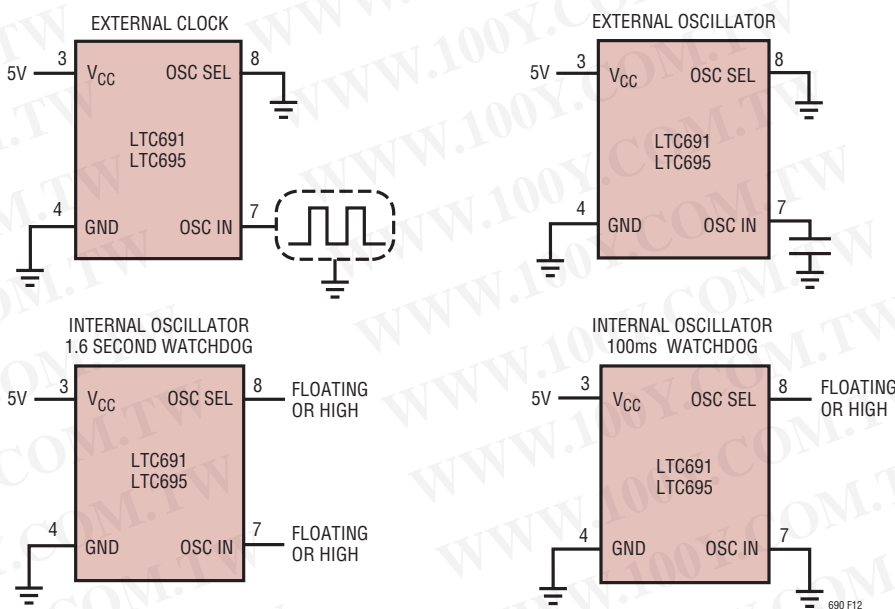 EXTERNAL CLOCK
5V
3
VCC
OSC SEL
8
LTC691
LTC695
4
GND
OSC IN
7
EXTERNAL OSCILLATOR
5V
3
VCC
OSC SEL
8
LTC691
LTC695
4
GND
OSC IN
7
INTERNAL OSCILLATOR
1.6 SECOND WATCHDOG
5V
3
VCC
OSC SEL
8
FLOATING
OR HIGH
LTC691
LTC695
4
GND
OSC IN
7
FLOATING
OR HIGH
INTERNAL OSCILLATOR
100ms WATCHDOG
5V
3
VCC
OSC SEL
8
FLOATING
OR HIGH
LTC691
LTC695
4
GND
OSC IN
7
690 F12
WWW.100Y.COM.TW